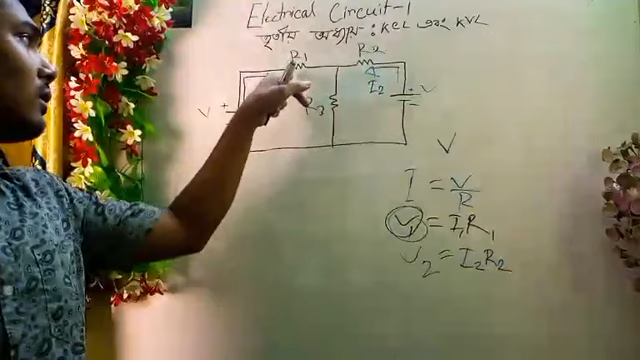 Electrical Circuit-1
তৃতীয় অধ্যায় : KCL এবং KVL
R1 R2
I2
V + + V
R3
V
I = V/R
V1 = I1R1
V2 = I2R2